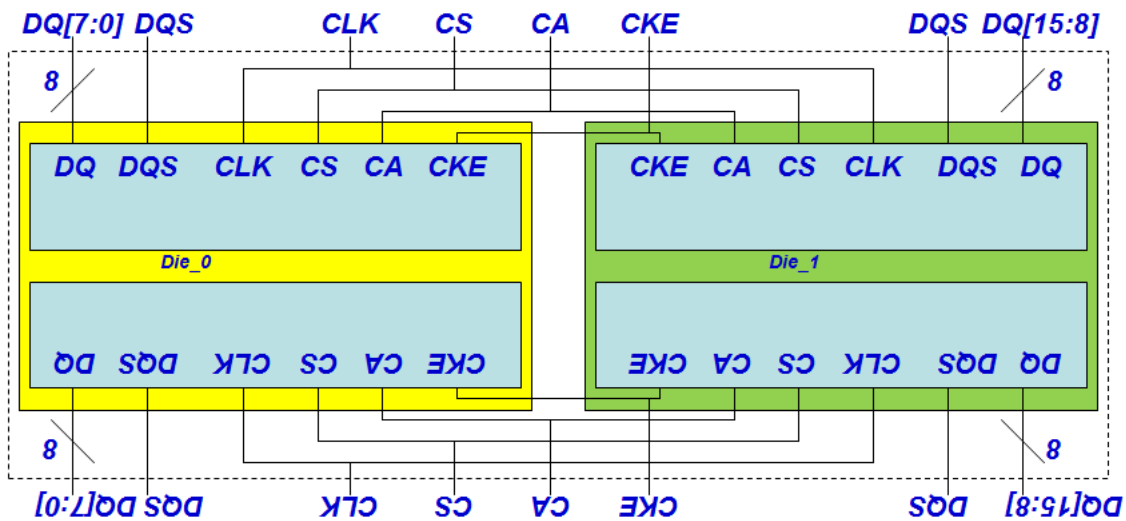 DQ[7:0] DQS CLK CS CA CKE DQS DQ[15:8]
8 8
DQ DQS CLK CS CA CKE CKE CA CS CLK DQS DQ
Die_0 Die_1
DQ DQS CLK CS CA CKE CKE CA CS CLK DQS DQ
8 8
DQ[7:0] DQS CLK CS CA CKE DQS DQ[15:8]